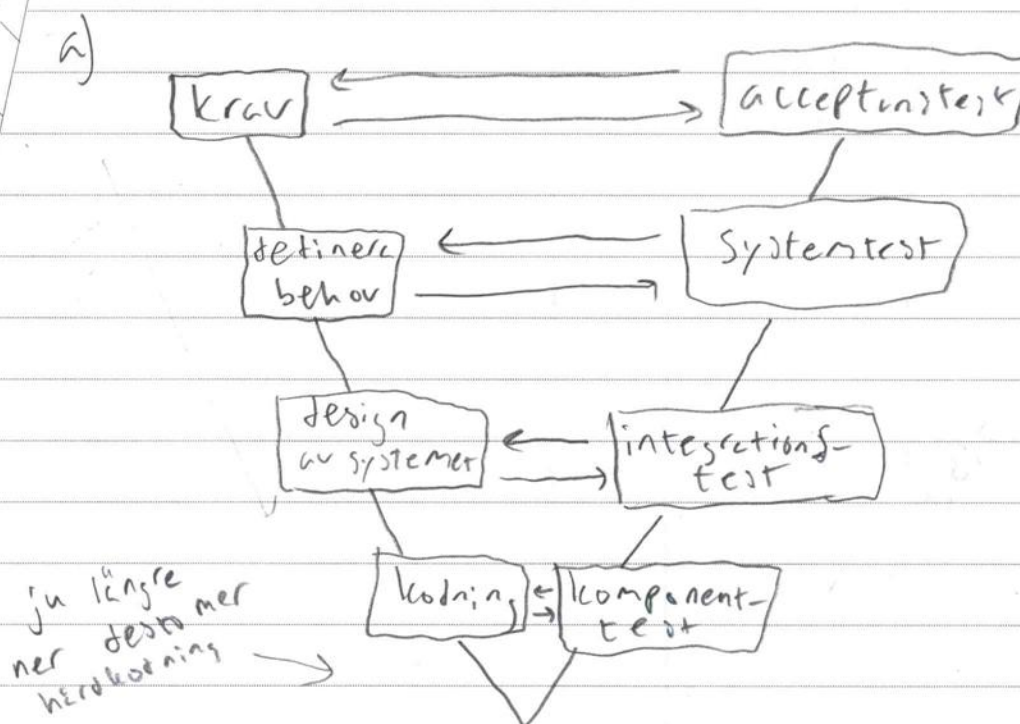 a)
krav
acceptanstest
definera
behov
Systemtest
design
av systemet
integrations-
test
kodning
komponent-
test
ju längre
ner desto mer
hårdkodning